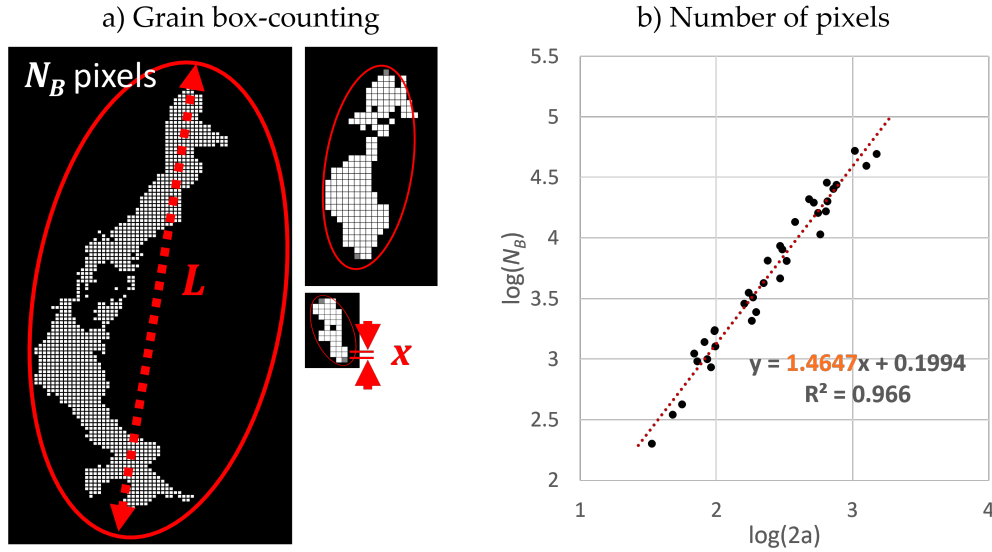 a) Grain box-counting
N_B pixels
L
x
b) Number of pixels
5.5
5
4.5
4
3.5
3
2.5
2
log(N_B)
y = 1.4647x + 0.1994
R² = 0.966
1
2
3
4
log(2a)